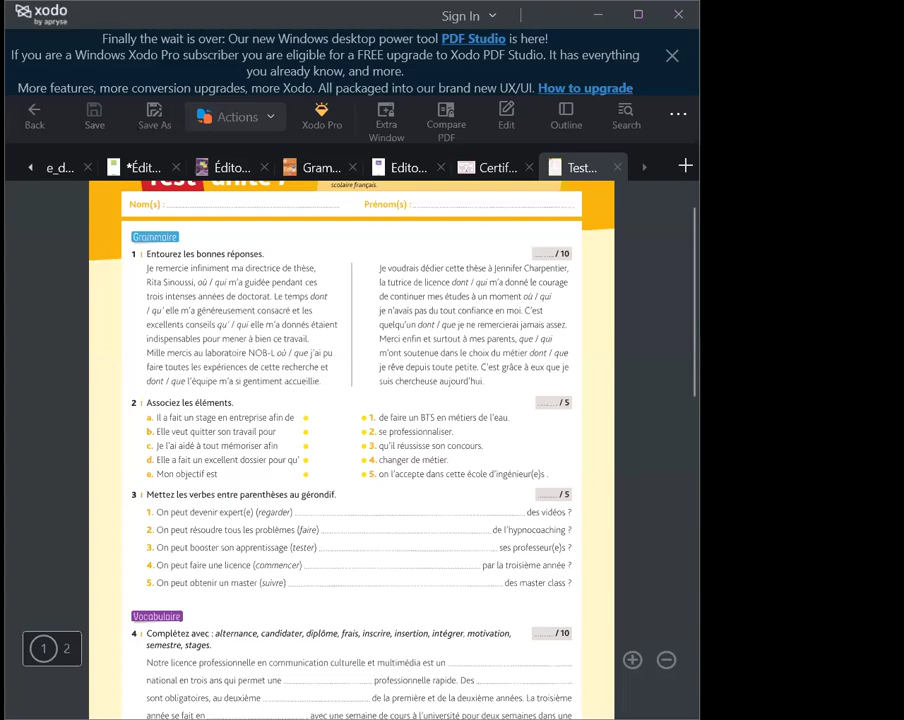 xodo
by apryse
Sign In
Finally the wait is over: Our new Windows desktop power tool PDF Studio is here!
If you are a Windows Xodo Pro subscriber you are eligible for a FREE upgrade to Xodo PDF Studio. It has everything
you already know, and more.
More features, more conversion upgrades, more Xodo. All packaged into our brand new UX/UI. How to upgrade
Back
Save
Save As
Actions
Xodo Pro
Extra Window
Compare PDF
Edit
Outline
Search
e_d...
*Édit...
Édito...
Gram...
Edito...
Certif...
Test...
scolaire français.
Nom(s) :
Prénom(s) :
Grammaire
1 Entourez les bonnes réponses. / 10
Je remercie infiniment ma directrice de thèse,
Rita Sinoussi, où / qui m'a guidée pendant ces
trois intenses années de doctorat. Le temps dont
/ qu' elle m'a généreusement consacré et les
excellents conseils qu' / qui elle m'a donnés étaient
indispensables pour mener à bien ce travail.
Mille mercis au laboratoire NOB-L où / que j'ai pu
faire toutes les expériences de cette recherche et
dont / que l'équipe m'a si gentiment accueillie.
Je voudrais dédier cette thèse à Jennifer Charpentier,
la tutrice de licence dont / qui m'a donné le courage
de continuer mes études à un moment où / qui
je n'avais pas du tout confiance en moi. C'est
quelqu'un dont / que je ne remercierai jamais assez.
Merci enfin et surtout à mes parents, que / qui
m'ont soutenue dans le choix du métier dont / que
je rêve depuis toute petite. C'est grâce à eux que je
suis chercheuse aujourd'hui.
2 Associez les éléments. / 5
a. Il a fait un stage en entreprise afin de
b. Elle veut quitter son travail pour
c. Je l'ai aidé à tout mémoriser afin
d. Elle a fait un excellent dossier pour qu'
e. Mon objectif est
1. de faire un BTS en métiers de l'eau.
2. se professionnaliser.
3. qu'il réussisse son concours.
4. changer de métier.
5. on l'accepte dans cette école d'ingénieur(e)s .
3 Mettez les verbes entre parenthèses au gérondif. / 5
1. On peut devenir expert(e) (regarder) des vidéos ?
2. On peut résoudre tous les problèmes (faire) de l'hypnocoaching ?
3. On peut booster son apprentissage (tester) ses professeur(e)s ?
4. On peut faire une licence (commencer) par la troisième année ?
5. On peut obtenir un master (suivre) des master class ?
Vocabulaire
4 Complétez avec : alternance, candidater, diplôme, frais, inscrire, insertion, intégrer, motivation, / 10
semestre, stages.
Notre licence professionnelle en communication culturelle et multimédia est un
national en trois ans qui permet une professionnelle rapide. Des
sont obligatoires, au deuxième de la première et de la deuxième années. La troisième
année se fait en avec une semaine de cours à l'université pour deux semaines dans une
1 2